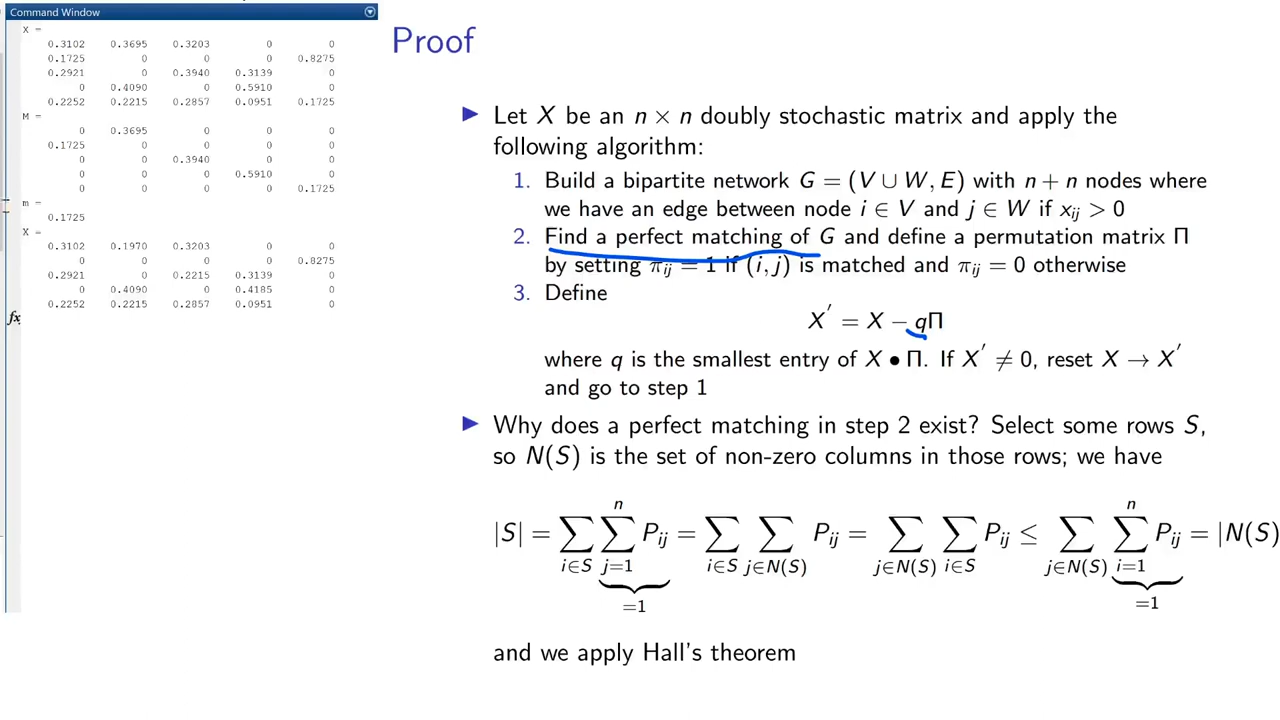 Command Window
X =
0.3102 0.3695 0.3203 0 0
0.1725 0 0 0 0.8275
0.2921 0 0.3940 0.3139 0
0 0.4090 0 0.5910 0
0.2252 0.2215 0.2857 0.0951 0.1725
M =
0 0.3695 0 0 0
0.1725 0 0 0 0
0 0 0.3940 0 0
0 0 0 0.5910 0
0 0 0 0 0.1725
m =
0.1725
X =
0.3102 0.1970 0.3203 0 0
0 0 0 0 0.8275
0.2921 0 0.2215 0.3139 0
0 0.4090 0 0.4185 0
0.2252 0.2215 0.2857 0.0951 0
fx
Proof
▶ Let X be an n × n doubly stochastic matrix and apply the
following algorithm:
1. Build a bipartite network G = (V ∪ W, E) with n + n nodes where
we have an edge between node i ∈ V and j ∈ W if x_ij > 0
2. Find a perfect matching of G and define a permutation matrix Π
by setting π_ij = 1 if (i, j) is matched and π_ij = 0 otherwise
3. Define
X′ = X − qΠ
where q is the smallest entry of X • Π. If X′ ≠ 0, reset X → X′
and go to step 1
▶ Why does a perfect matching in step 2 exist? Select some rows S,
so N(S) is the set of non-zero columns in those rows; we have
|S| = ∑_{i∈S} ∑_{j=1}^{n} P_ij = ∑_{i∈S} ∑_{j∈N(S)} P_ij = ∑_{j∈N(S)} ∑_{i∈S} P_ij ≤ ∑_{j∈N(S)} ∑_{i=1}^{n} P_ij = |N(S)
=1 =1
and we apply Hall's theorem